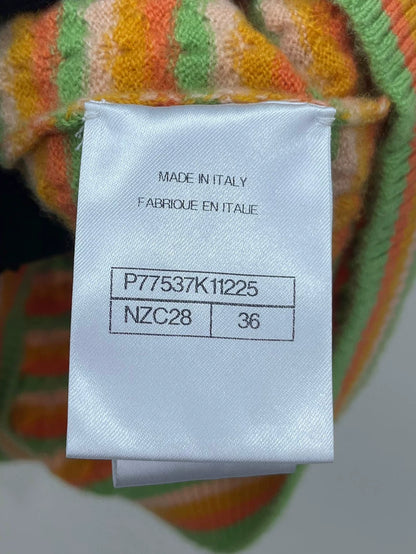 MADE IN ITALY
FABRIQUE EN ITALIE
P77537K11225
NZC28 36